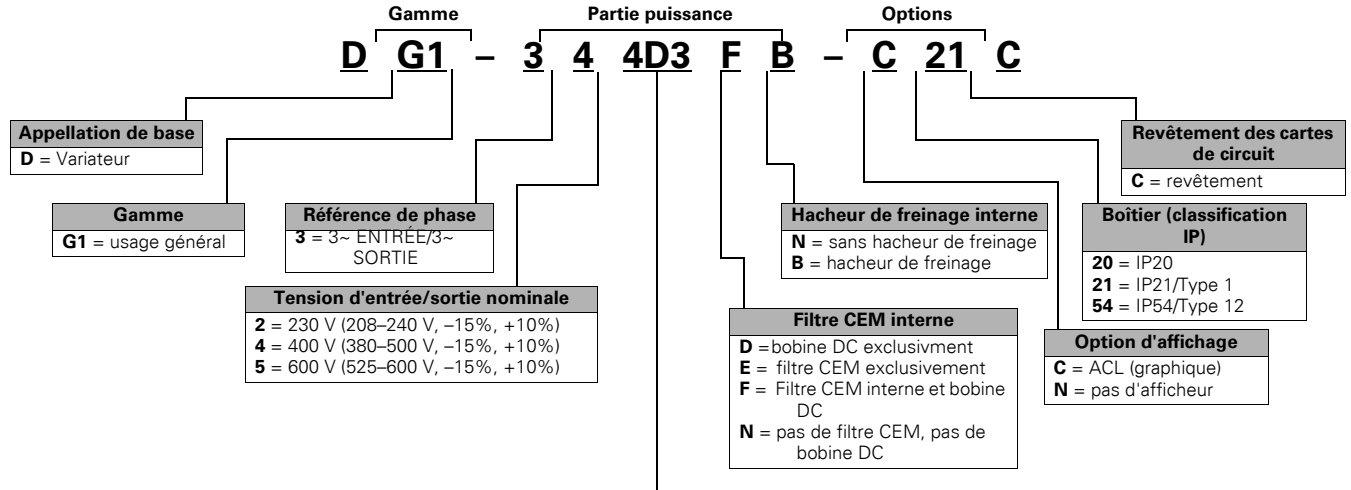 Gamme Partie puissance Options
D G1 – 3 4 4D3 F B – C 21 C
Appellation de base
D = Variateur
Gamme
G1 = usage général
Référence de phase
3 = 3~ ENTRÉE/3~
SORTIE
Tension d'entrée/sortie nominale
2 = 230 V (208–240 V, –15%, +10%)
4 = 400 V (380–500 V, –15%, +10%)
5 = 600 V (525–600 V, –15%, +10%)
Hacheur de freinage interne
N = sans hacheur de freinage
B = hacheur de freinage
Filtre CEM interne
D =bobine DC exclusivment
E = filtre CEM exclusivement
F = Filtre CEM interne et bobine
DC
N = pas de filtre CEM, pas de
bobine DC
Revêtement des cartes
de circuit
C = revêtement
Boîtier (classification
IP)
20 = IP20
21 = IP21/Type 1
54 = IP54/Type 12
Option d'affichage
C = ACL (graphique)
N = pas d'afficheur